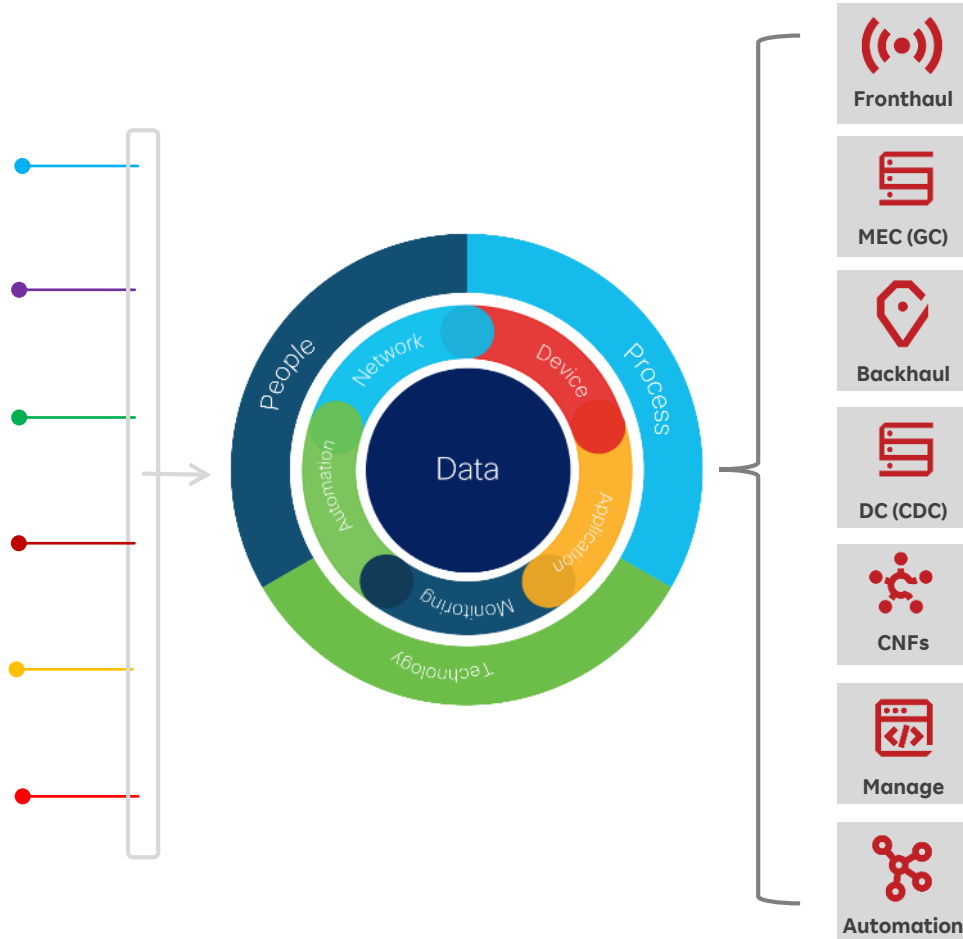 People
Process
Technology
Network
Device
Application
Monitoring
Automation
Data
Fronthaul
MEC (GC)
Backhaul
DC (CDC)
CNFs
</>
Manage
Automation